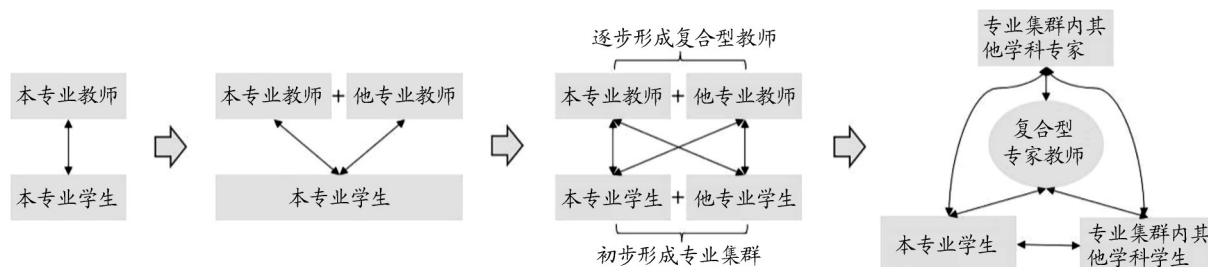 本专业教师
本专业学生
本专业教师+他专业教师
本专业学生
逐步形成复合型教师
本专业教师+他专业教师
本专业学生+他专业学生
初步形成专业集群
专业集群内其
他学科专家
复合型
专家教师
本专业学生
专业集群内其
他学科学生